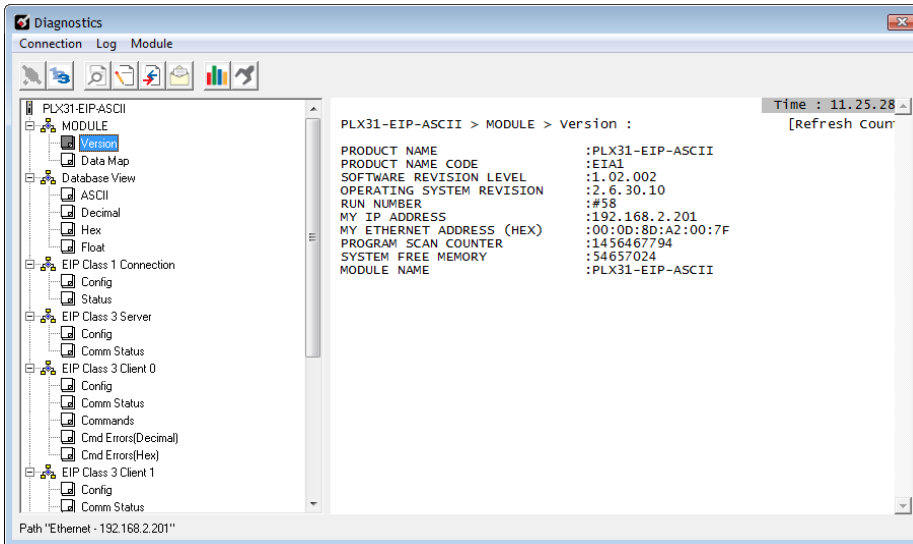 Diagnostics
Connection Log Module
PLX31-EIP-ASCII
MODULE
Version
Data Map
Database View
ASCII
Decimal
Hex
Float
EIP Class 1 Connection
Config
Status
EIP Class 3 Server
Config
Comm Status
EIP Class 3 Client 0
Config
Comm Status
Commands
Cmd Errors(Decimal)
Cmd Errors(Hex)
EIP Class 3 Client 1
Config
Comm Status
Time : 11.25.28
PLX31-EIP-ASCII > MODULE > Version : [Refresh Coun
PRODUCT NAME :PLX31-EIP-ASCII
PRODUCT NAME CODE :EIA1
SOFTWARE REVISION LEVEL :1.02.002
OPERATING SYSTEM REVISION :2.6.30.10
RUN NUMBER :#58
MY IP ADDRESS :192.168.2.201
MY ETHERNET ADDRESS (HEX) :00:0D:8D:A2:00:7F
PROGRAM SCAN COUNTER :1456467794
SYSTEM FREE MEMORY :54657024
MODULE NAME :PLX31-EIP-ASCII
Path "Ethernet - 192.168.2.201"